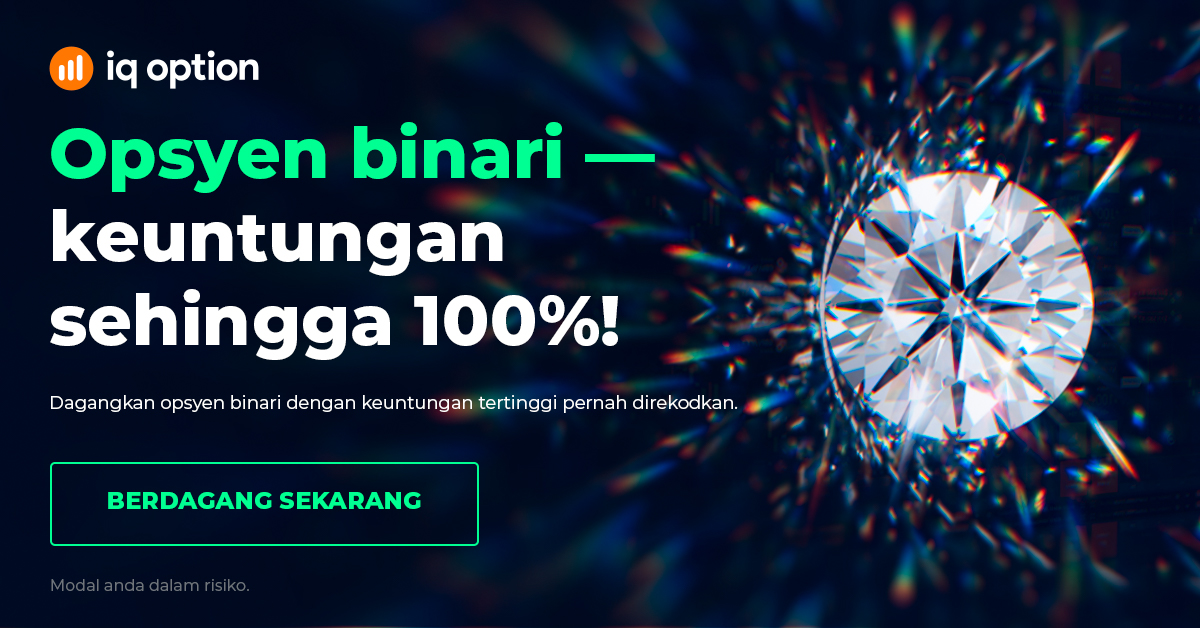 iq option
Opsyen binari —
keuntungan
sehingga 100%!
Dagangkan opsyen binari dengan keuntungan tertinggi pernah direkodkan.
BERDAGANG SEKARANG
Modal anda dalam risiko.